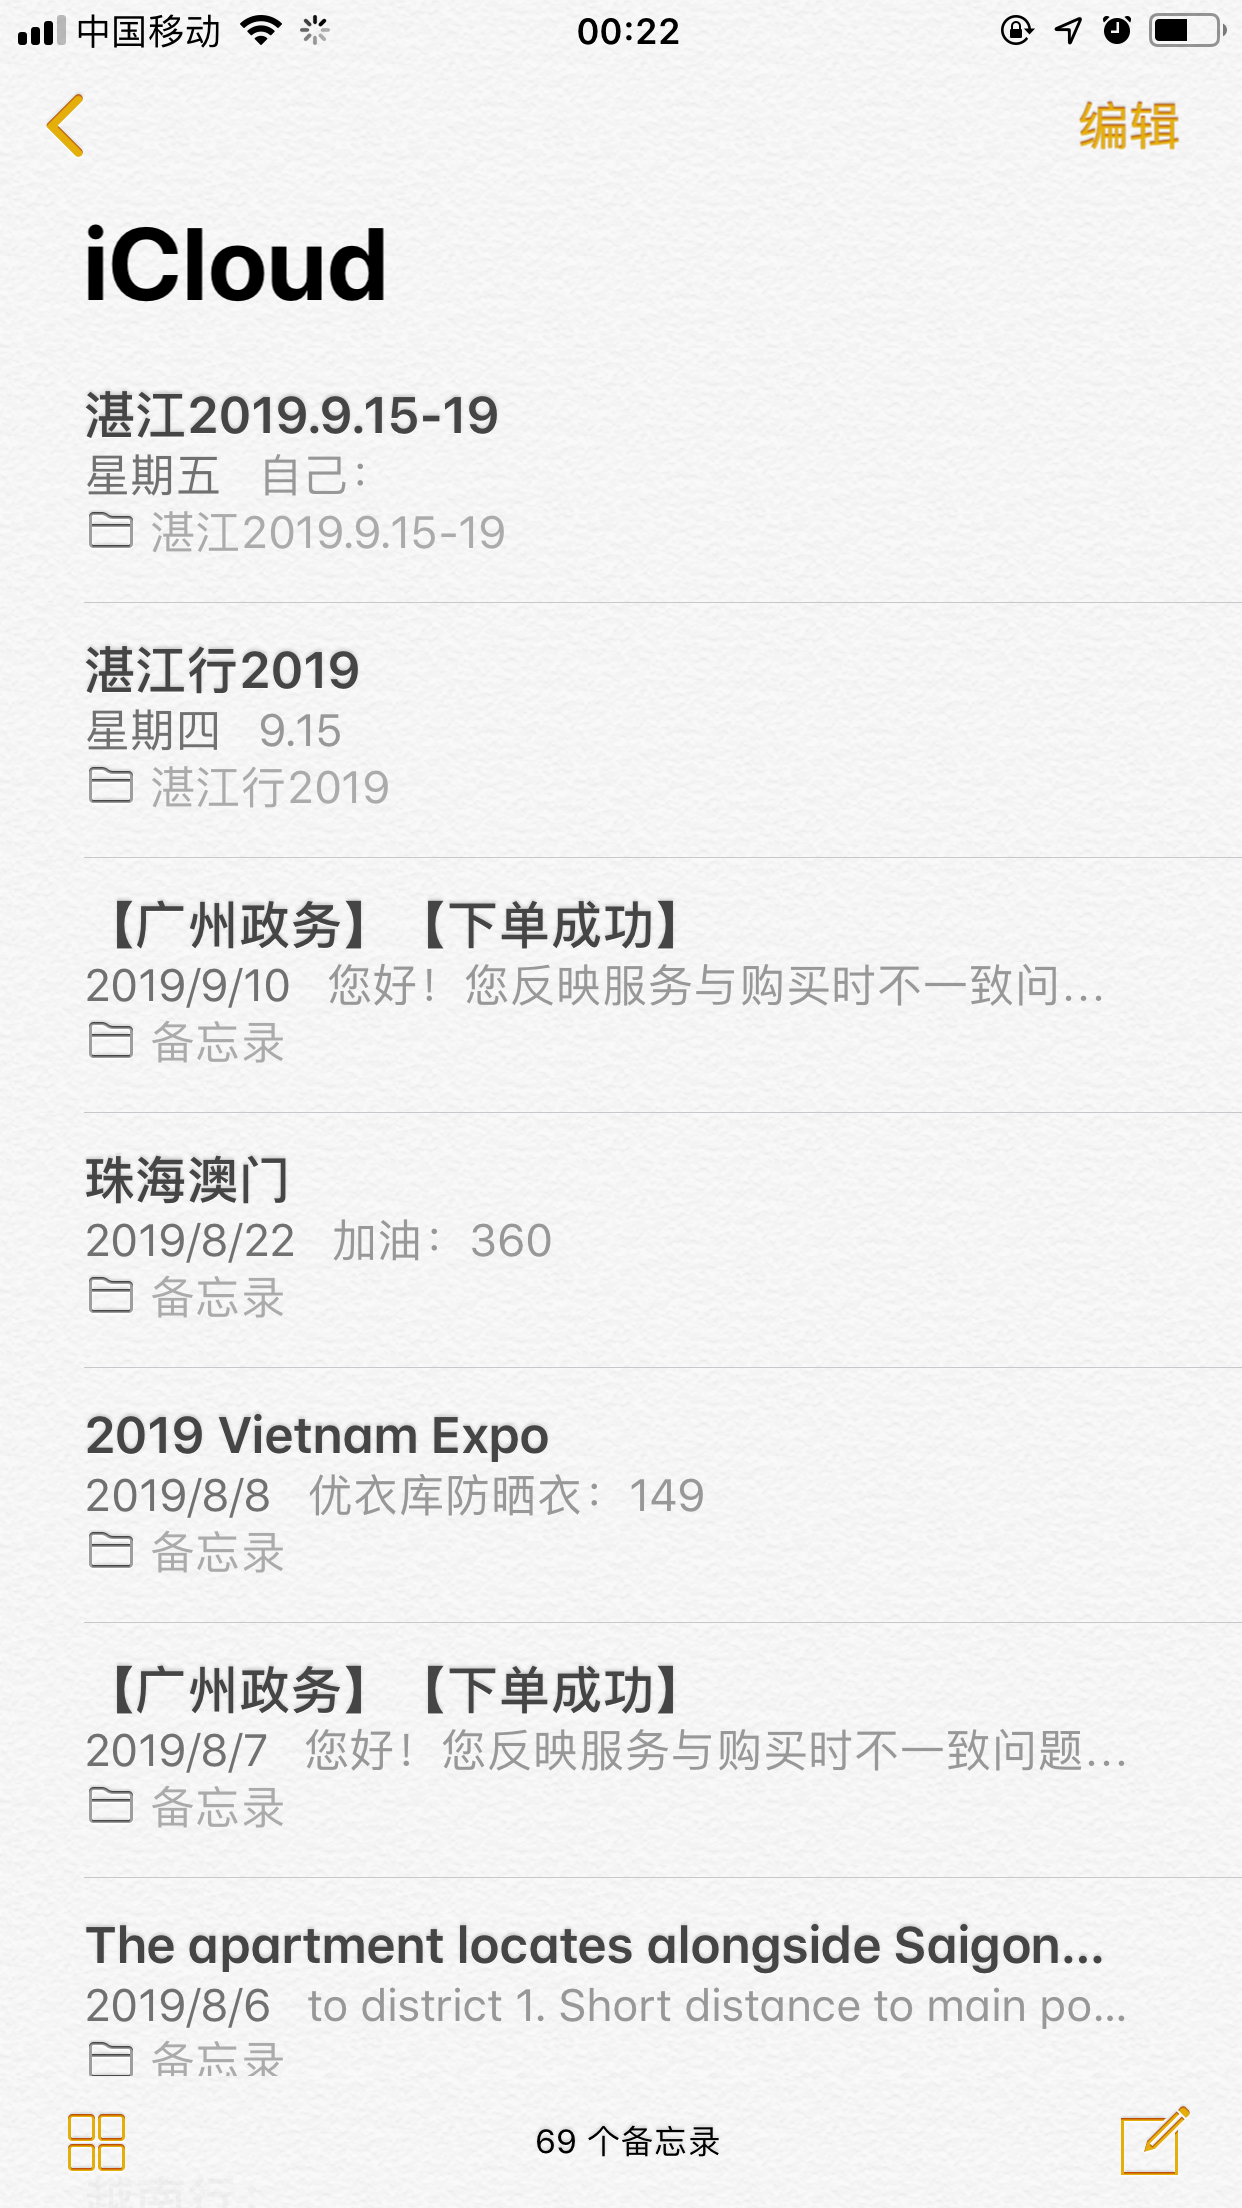 中国移动 00:22
编辑
iCloud
湛江2019.9.15-19
星期五 自己：
湛江2019.9.15-19
湛江行2019
星期四 9.15
湛江行2019
【广州政务】【下单成功】
2019/9/10 您好！您反映服务与购买时不一致问...
备忘录
珠海澳门
2019/8/22 加油：360
备忘录
2019 Vietnam Expo
2019/8/8 优衣库防晒衣：149
备忘录
【广州政务】【下单成功】
2019/8/7 您好！您反映服务与购买时不一致问题...
备忘录
The apartment locates alongside Saigon...
2019/8/6 to district 1. Short distance to main po...
备忘录
69 个备忘录